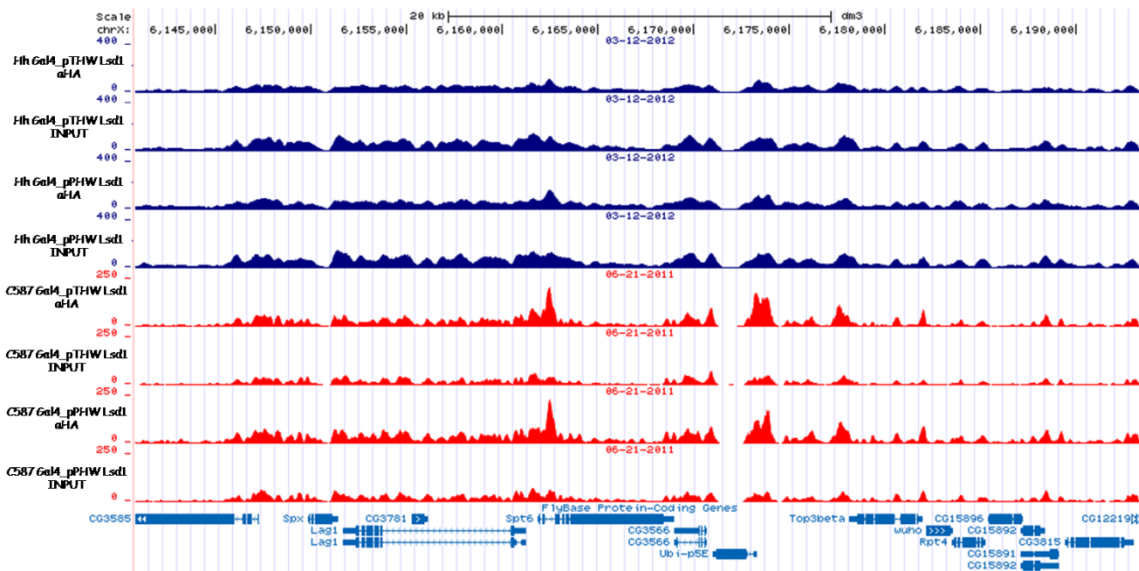 Scale 20 kb dm3
chrX: 6,145,000 6,150,000 6,155,000 6,160,000 6,165,000 6,170,000 6,175,000 6,180,000 6,185,000 6,190,000
400 _ 03-12-2012
Hh Gal4_pTHW Lsd1
aHA
0 _
400 _ 03-12-2012
Hh Gal4_pTHW Lsd1
INPUT
0 _
400 _ 03-12-2012
Hh Gal4_pPHW Lsd1
aHA
0 _
400 _ 03-12-2012
Hh Gal4_pPHW Lsd1
INPUT
0 _
250 _ 06-21-2011
C587 Gal4_pTHW Lsd1
aHA
0 _
250 _ 06-21-2011
C587 Gal4_pTHW Lsd1
INPUT
0 _
250 _ 06-21-2011
C587 Gal4_pPHW Lsd1
aHA
0 _
250 _ 06-21-2011
C587 Gal4_pPHW Lsd1
INPUT
0 _
FlyBase Protein-Coding Genes
CG3585 Spx CG3781 Spt6 Top3beta CG15896 CG12219
Lag1 CG3566 wuho CG15892
Lag1 CG3566 Rpt4 CG3815
Ubi-p5E CG15891
CG15892